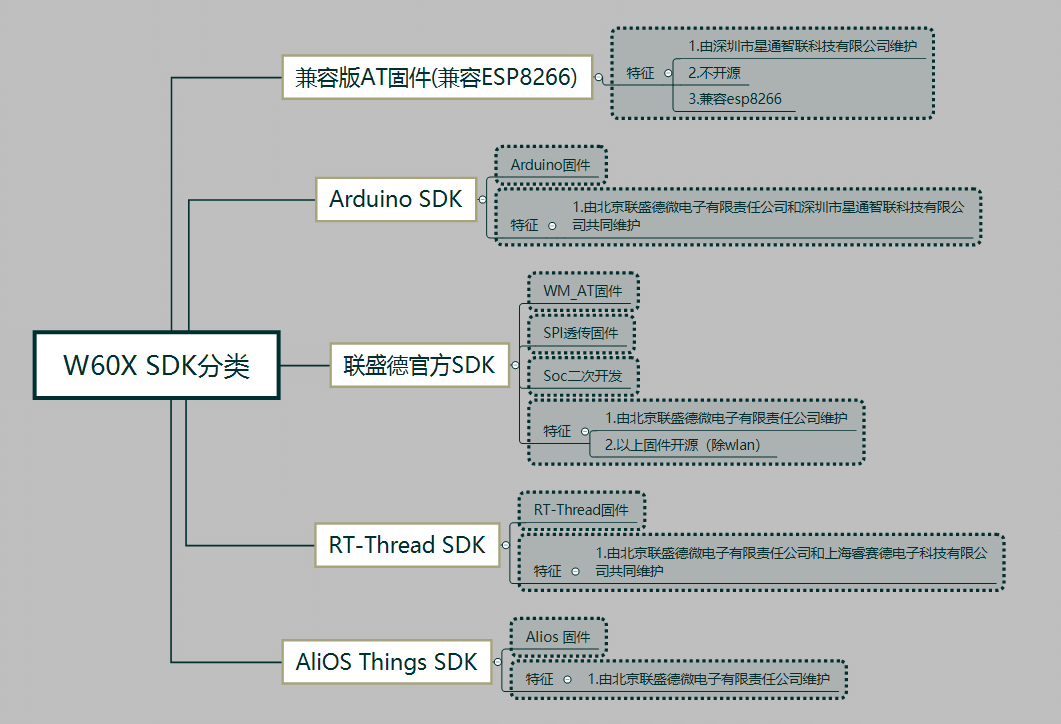 兼容版AT固件(兼容ESP8266)
特征
1.由深圳市星通智联科技有限公司维护
2.不开源
3.兼容esp8266
Arduino SDK
Arduino固件
特征
1.由北京联盛德微电子有限责任公司和深圳市星通智联科技有限公
司共同维护
W60X SDK分类
联盛德官方SDK
WM_AT固件
SPI透传固件
Soc二次开发
特征
1.由北京联盛德微电子有限责任公司维护
2.以上固件开源（除wlan）
RT-Thread SDK
RT-Thread固件
特征
1.由北京联盛德微电子有限责任公司和上海睿赛德电子科技有限公
司共同维护
AliOS Things SDK
Alios 固件
特征
1.由北京联盛德微电子有限责任公司维护